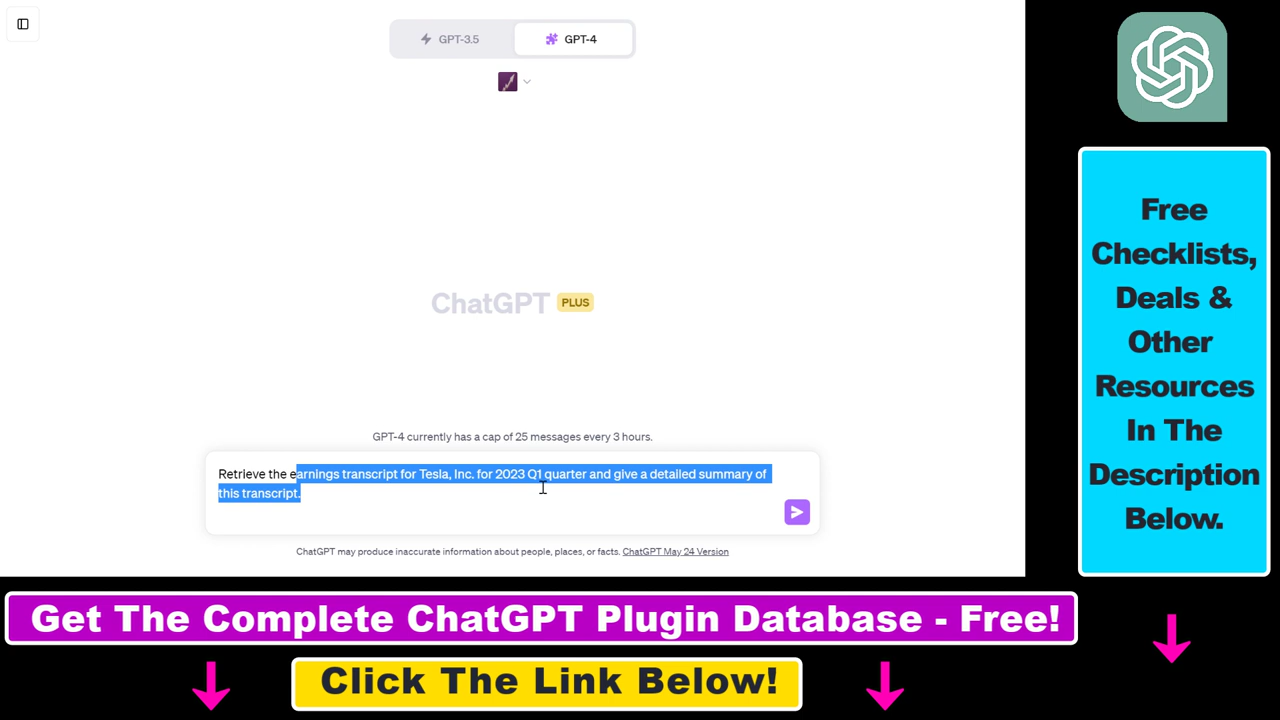 GPT-3.5
GPT-4
ChatGPT PLUS
GPT-4 currently has a cap of 25 messages every 3 hours.
Retrieve the earnings transcript for Tesla, Inc. for 2023 Q1 quarter and give a detailed summary of
this transcript.
ChatGPT may produce inaccurate information about people, places, or facts. ChatGPT May 24 Version
Free
Checklists,
Deals &
Other
Resources
In The
Description
Below.
Get The Complete ChatGPT Plugin Database - Free!
Click The Link Below!